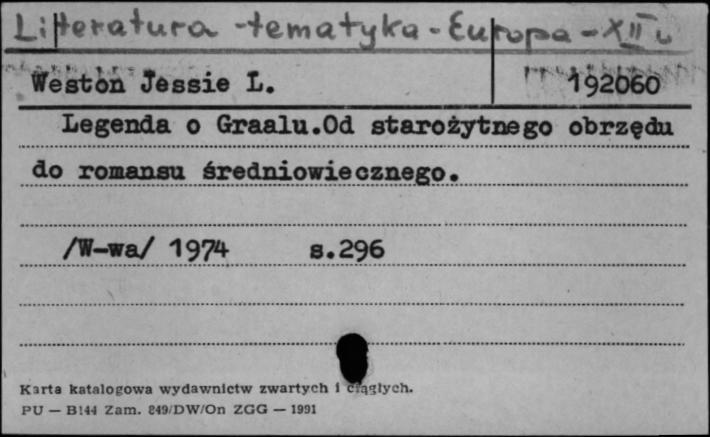 Literatura - tematyka - Europa - XII w
Weston Jessie L. 192060
Legenda o Graalu.Od starożytnego obrzędu
do romansu średniowiecznego.
/W-wa/ 1974 s.296
Karta katalogowa wydawnictw zwartych i ciągłych.
PU — B144 Zam. 849/DW/On ZGG — 1991